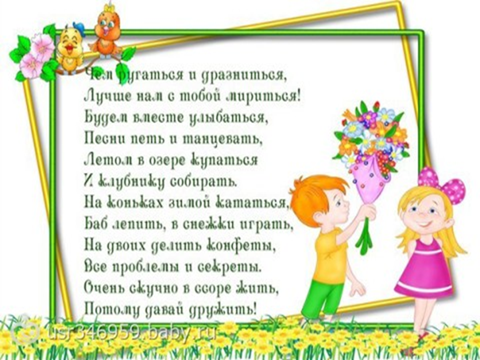 Чем ругаться и дразниться,
Лучше нам с тобой мириться!
Будем вместе улыбаться,
Песни петь и танцевать,
Летом в озере купаться
И клубнику собирать.
На коньках зимой кататься,
Баб лепить, в снежки играть,
На двоих делить конфеты,
Все проблемы и секреты.
Очень скучно в ссоре жить,
Потому давай дружить!
usr346959.baby.ru